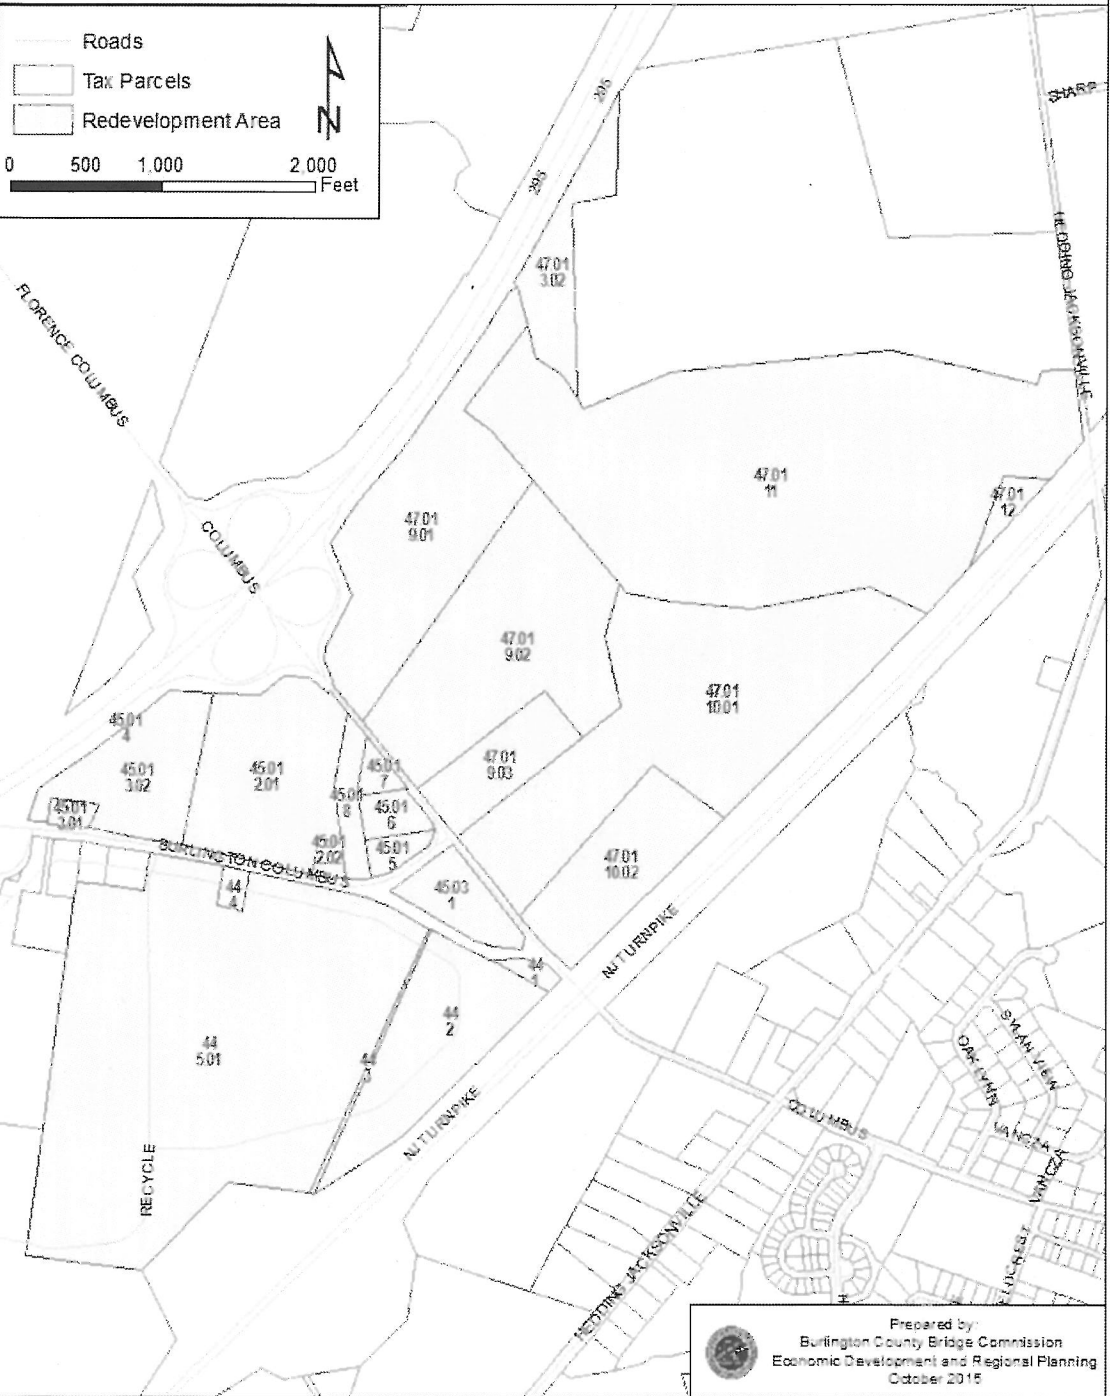 Roads
Tax Parcels
Redevelopment Area
N
0 500 1,000 2,000
Feet
295
295
SHARP
HEDDING JACKSONVILLE
FLORENCE COLUMBUS
COLUMBUS
47.01
3.02
47.01
11
47.01
12
47.01
9.01
47.01
9.02
47.01
10.01
47.01
9.03
47.01
10.02
45.01
4
45.01
3.02
45.01
2.01
45.01
3.01
45.01
7
45.01
8
45.01
6
45.01
5
45.01
2.02
BURLINGTON COLUMBUS
45.03
1
44
4
44
1
44
2
44
5.01
44
NJ TURNPIKE
NJ TURNPIKE
RECYCLE
COLUMBUS
HEDDING JACKSONVILLE
SYLAN VIEW
OAK LYNN
VANCZA
VANCZA
ELDCREST
H
Prepared by:
Burlington County Bridge Commission
Economic Development and Regional Planning
October 2015